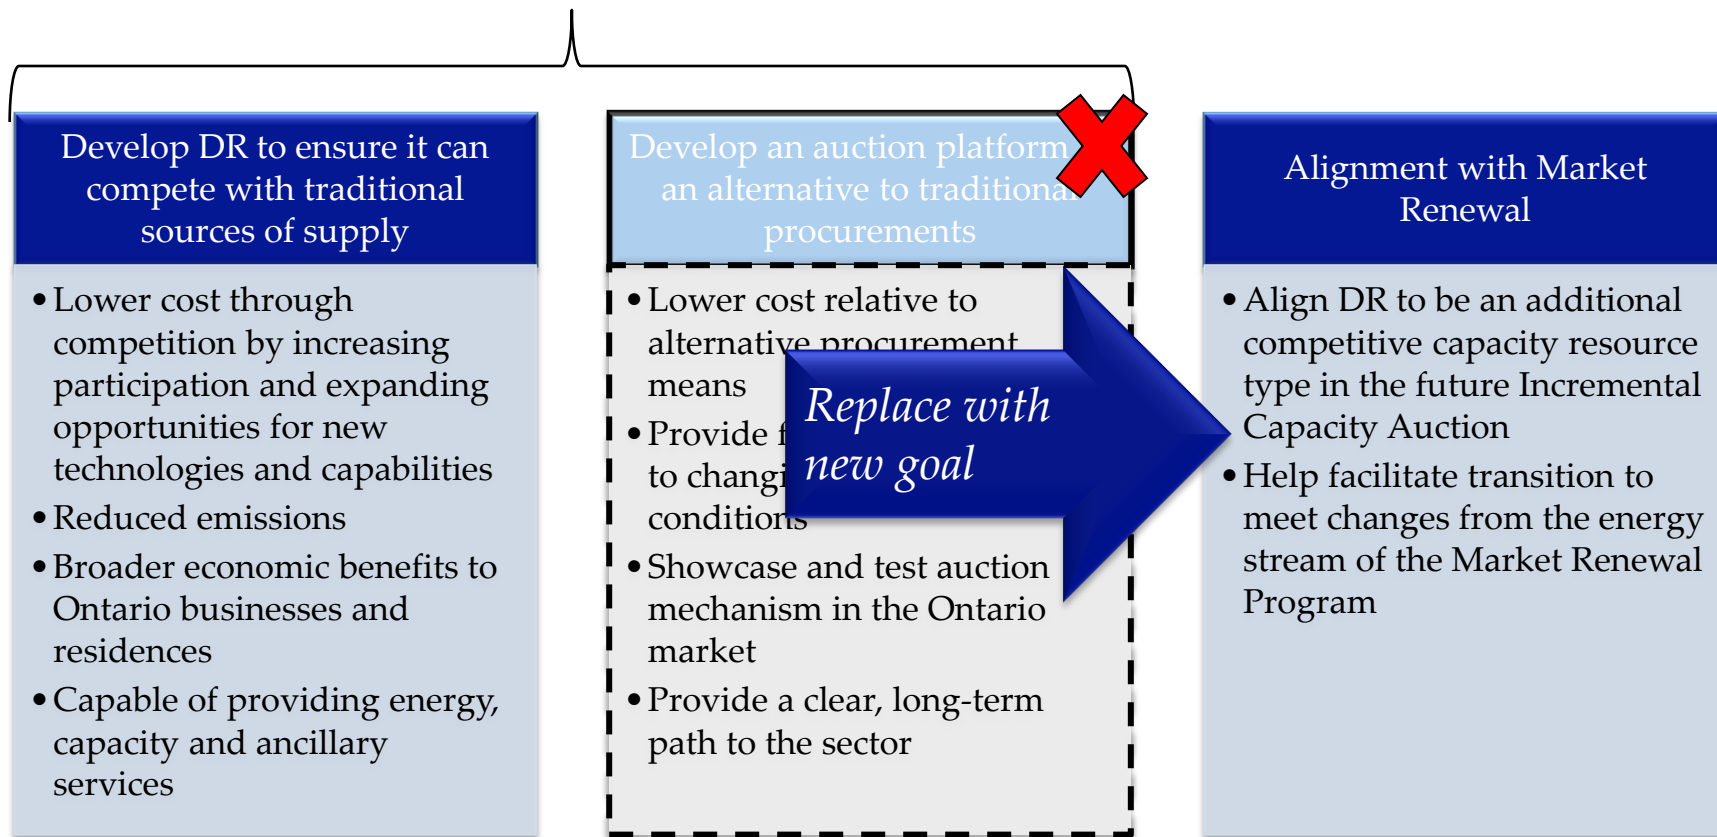 Develop DR to ensure it can
compete with traditional
sources of supply
• Lower cost through
competition by increasing
participation and expanding
opportunities for new
technologies and capabilities
• Reduced emissions
• Broader economic benefits to
Ontario businesses and
residences
• Capable of providing energy,
capacity and ancillary
services
Develop an auction platform
an alternative to traditional
procurements
• Lower cost relative to
alternative procurement
means
• Provide
to
conditions
• Showcase and test auction
mechanism in the Ontario
market
• Provide a clear, long-term
path to the sector
Replace with
new goal
Alignment with Market
Renewal
• Align DR to be an additional
competitive capacity resource
type in the future Incremental
Capacity Auction
• Help facilitate transition to
meet changes from the energy
stream of the Market Renewal
Program